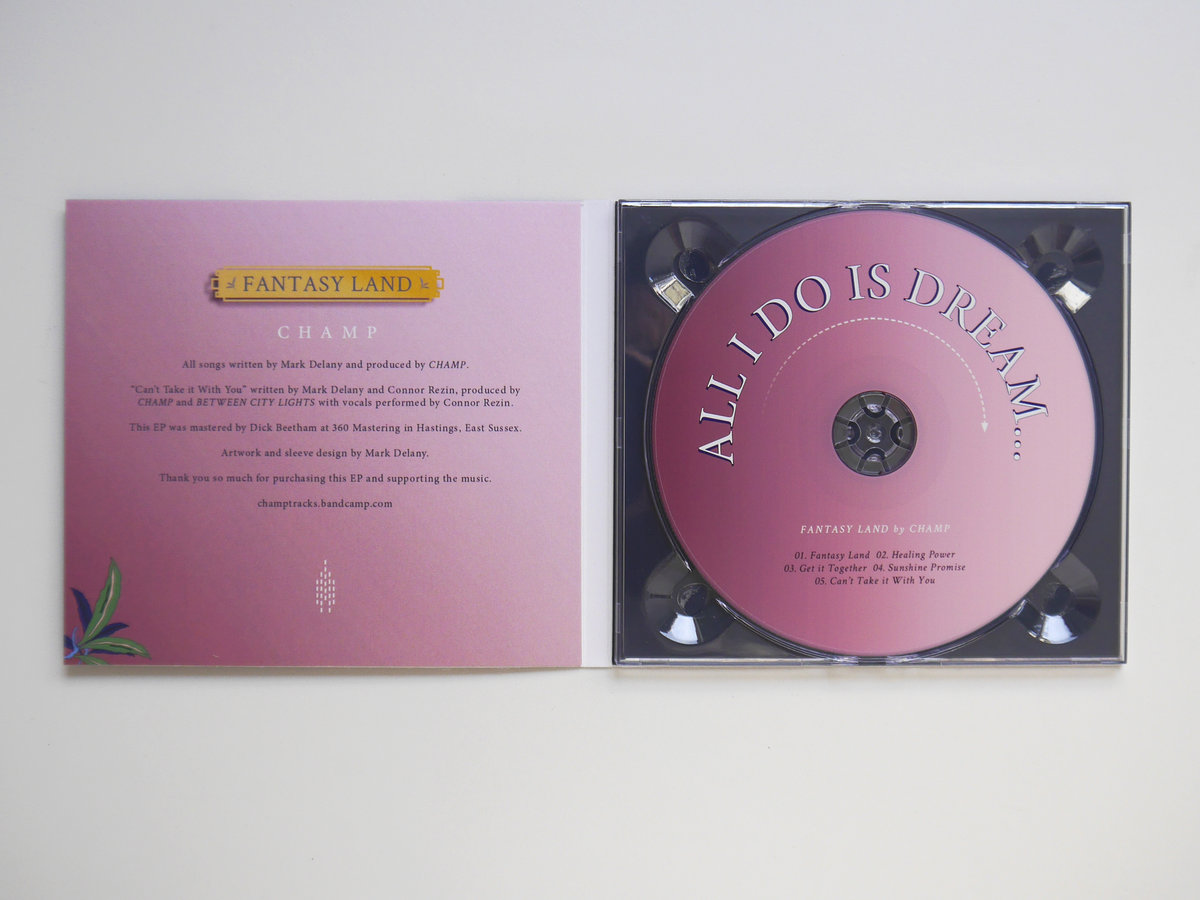 FANTASY LAND
CHAMP
All songs written by Mark Delany and produced by CHAMP.
“Can't Take it With You” written by Mark Delany and Connor Rezin, produced by
CHAMP and BETWEEN CITY LIGHTS with vocals performed by Connor Rezin.
This EP was mastered by Dick Beetham at 360 Mastering in Hastings, East Sussex.
Artwork and sleeve design by Mark Delany.
Thank you so much for purchasing this EP and supporting the music.
champtracks.bandcamp.com
ALL I DO IS DREAM....
FANTASY LAND by CHAMP
01. Fantasy Land 02. Healing Power
03. Get it Together 04. Sunshine Promise
05. Can't Take it With You